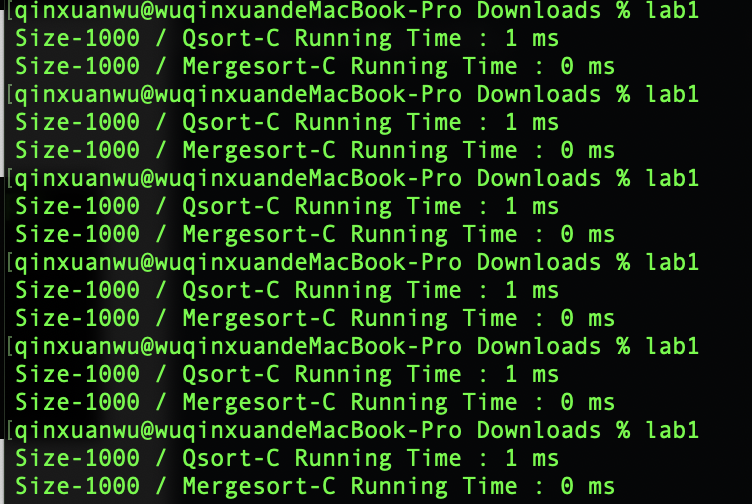 [qinxuanwu@wuqinxuandeMacBook-Pro Downloads % lab1
Size-1000 / Qsort-C Running Time : 1 ms
Size-1000 / Mergesort-C Running Time : 0 ms
[qinxuanwu@wuqinxuandeMacBook-Pro Downloads % lab1
Size-1000 / Qsort-C Running Time : 1 ms
Size-1000 / Mergesort-C Running Time : 0 ms
[qinxuanwu@wuqinxuandeMacBook-Pro Downloads % lab1
Size-1000 / Qsort-C Running Time : 1 ms
Size-1000 / Mergesort-C Running Time : 0 ms
[qinxuanwu@wuqinxuandeMacBook-Pro Downloads % lab1
Size-1000 / Qsort-C Running Time : 1 ms
Size-1000 / Mergesort-C Running Time : 0 ms
[qinxuanwu@wuqinxuandeMacBook-Pro Downloads % lab1
Size-1000 / Qsort-C Running Time : 1 ms
Size-1000 / Mergesort-C Running Time : 0 ms
[qinxuanwu@wuqinxuandeMacBook-Pro Downloads % lab1
Size-1000 / Qsort-C Running Time : 1 ms
Size-1000 / Mergesort-C Running Time : 0 ms